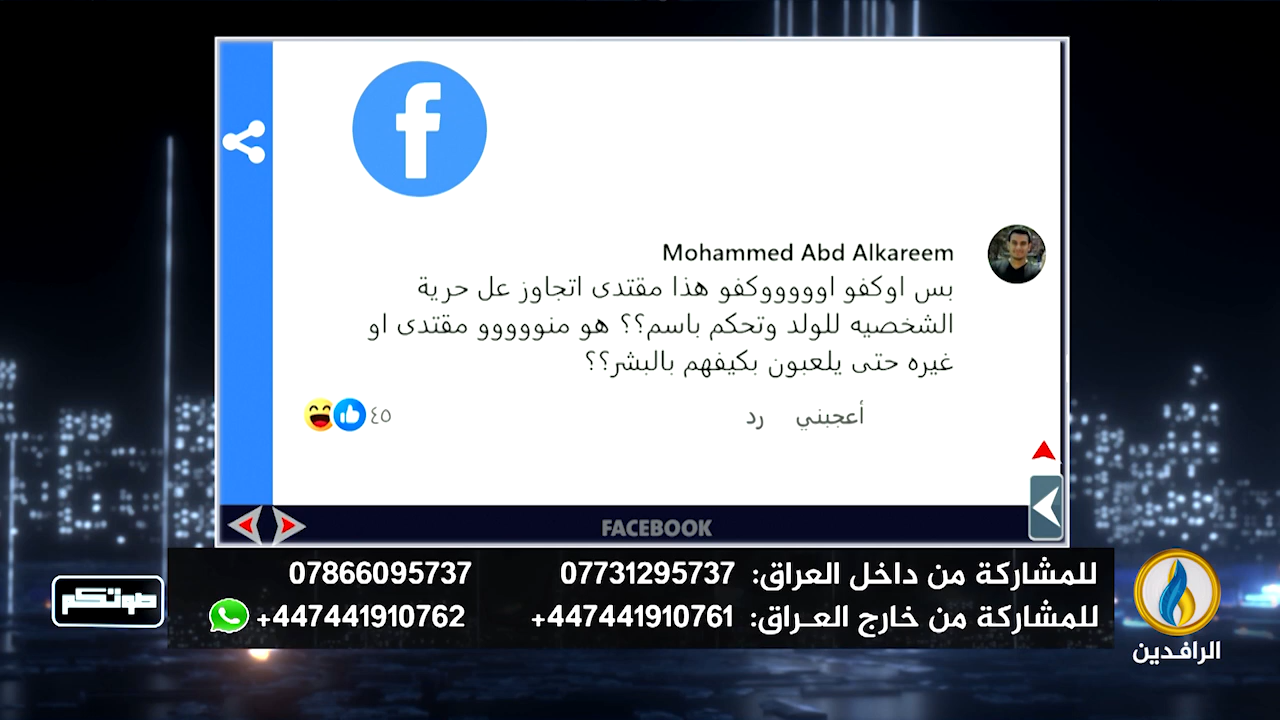 Mohammed Abd Alkareem
بس اوكفو اوووووكفو هذا مقتدى اتجاوز عل حرية
الشخصيه للولد وتحكم باسم؟؟ هو منووووو مقتدى او
غيره حتى يلعبون بكيفهم بالبشر؟؟
أعجبني رد
٤٥
FACEBOOK
للمشاركة من داخل العراق: 07731295737 07866095737
للمشاركة من خارج العـراق: +447441910761 +447441910762
صوتكم
الرافدين